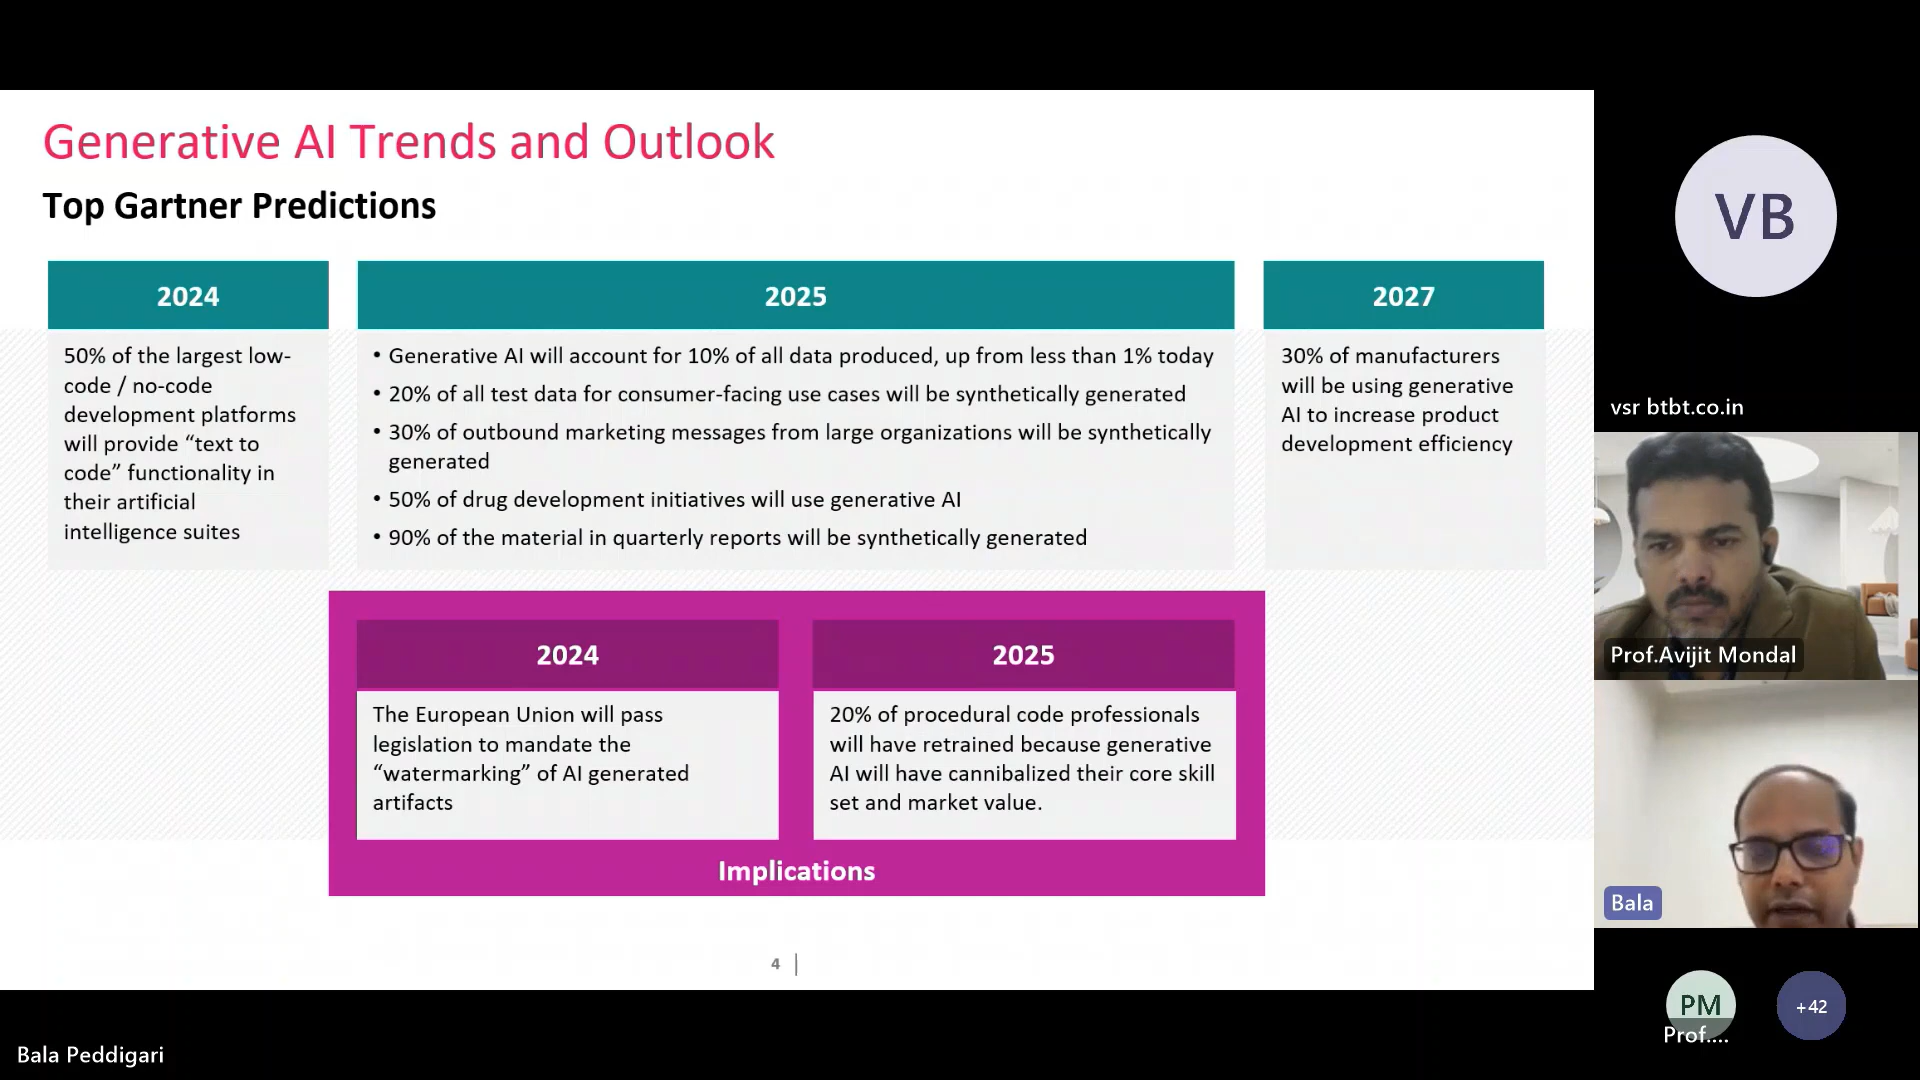 Generative AI Trends and Outlook
Top Gartner Predictions
2024
50% of the largest low-
code / no-code
development platforms
will provide “text to
code” functionality in
their artificial
intelligence suites
2025
• Generative AI will account for 10% of all data produced, up from less than 1% today
• 20% of all test data for consumer-facing use cases will be synthetically generated
• 30% of outbound marketing messages from large organizations will be synthetically
generated
• 50% of drug development initiatives will use generative AI
• 90% of the material in quarterly reports will be synthetically generated
2027
30% of manufacturers
will be using generative
AI to increase product
development efficiency
2024
The European Union will pass
legislation to mandate the
“watermarking” of AI generated
artifacts
2025
20% of procedural code professionals
will have retrained because generative
AI will have cannibalized their core skill
set and market value.
Implications
4
VB
vsr btbt.co.in
Prof.Avijit Mondal
Bala
PM
Prof....
+42
Bala Peddigari